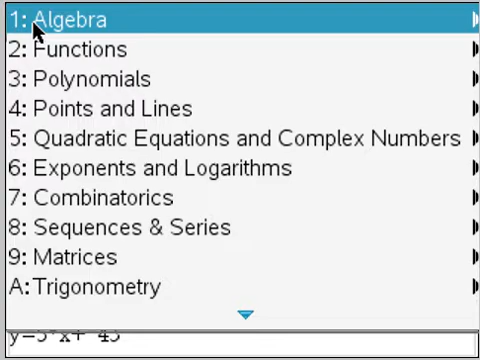 1: Algebra
2: Functions
3: Polynomials
4: Points and Lines
5: Quadratic Equations and Complex Numbers
6: Exponents and Logarithms
7: Combinatorics
8: Sequences & Series
9: Matrices
A: Trigonometry